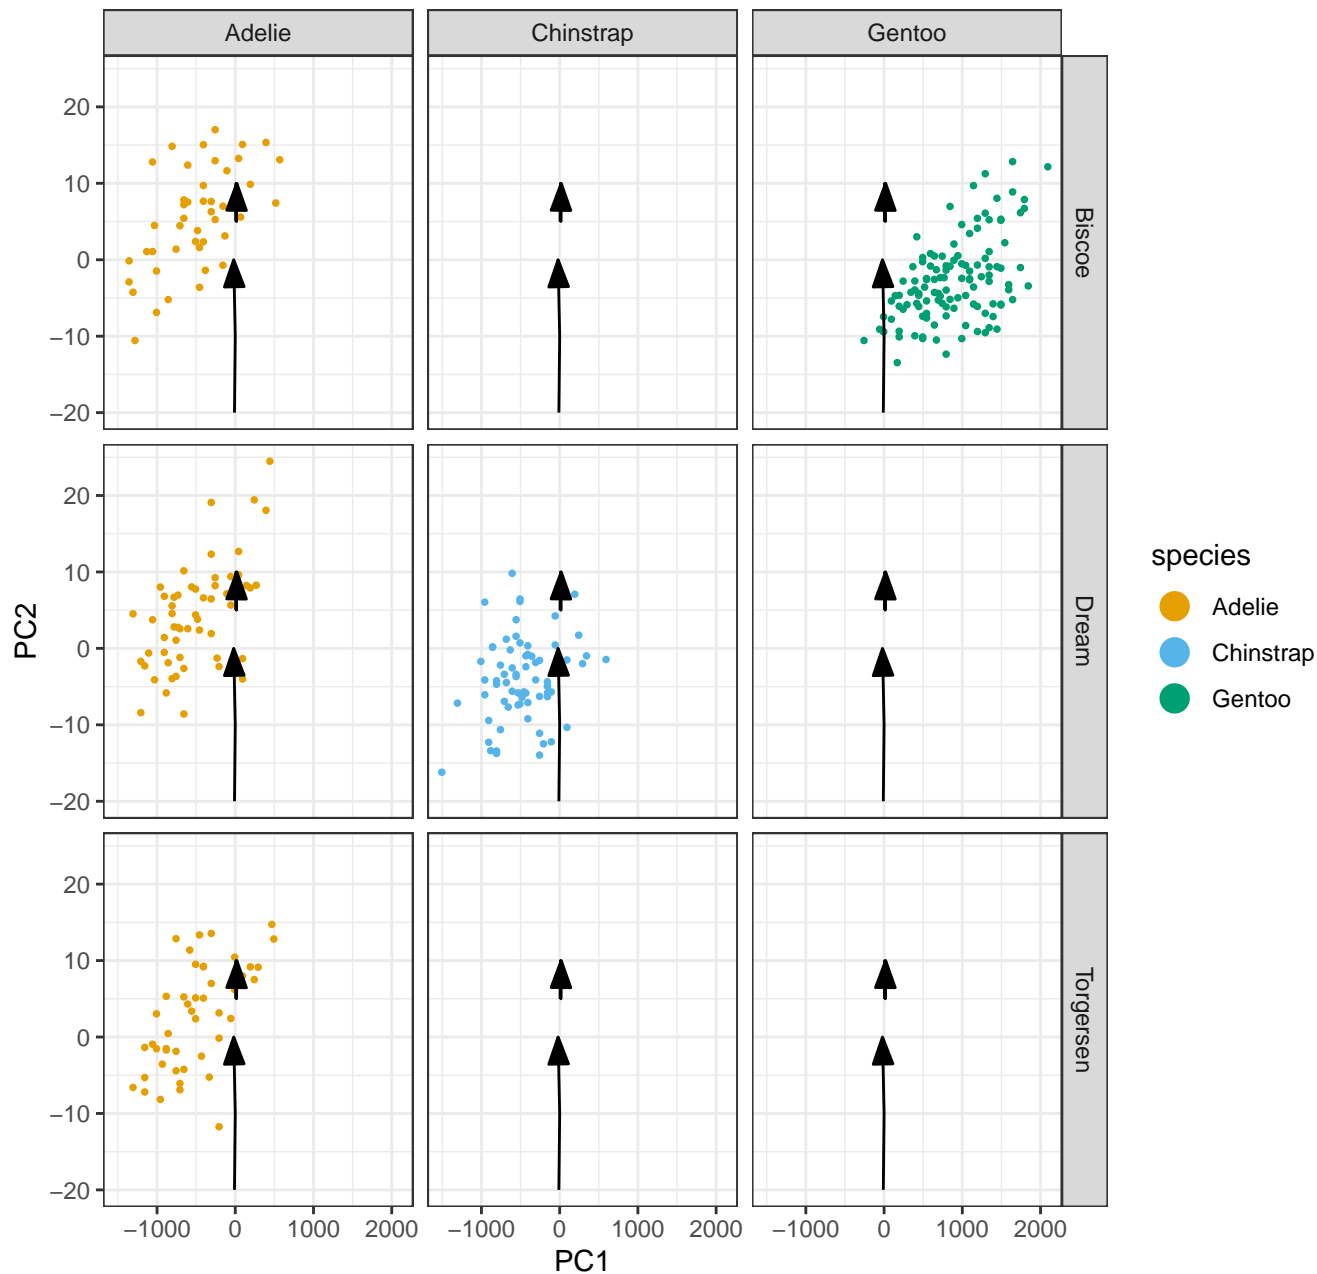 Adelie Chinstrap Gentoo
20
10
0
−10
−20
Biscoe
20
10
0
−10
−20
Dream
20
10
0
−10
−20
Torgersen
−1000 0 1000 2000 −1000 0 1000 2000 −1000 0 1000 2000
PC1
PC2
species
Adelie
Chinstrap
Gentoo